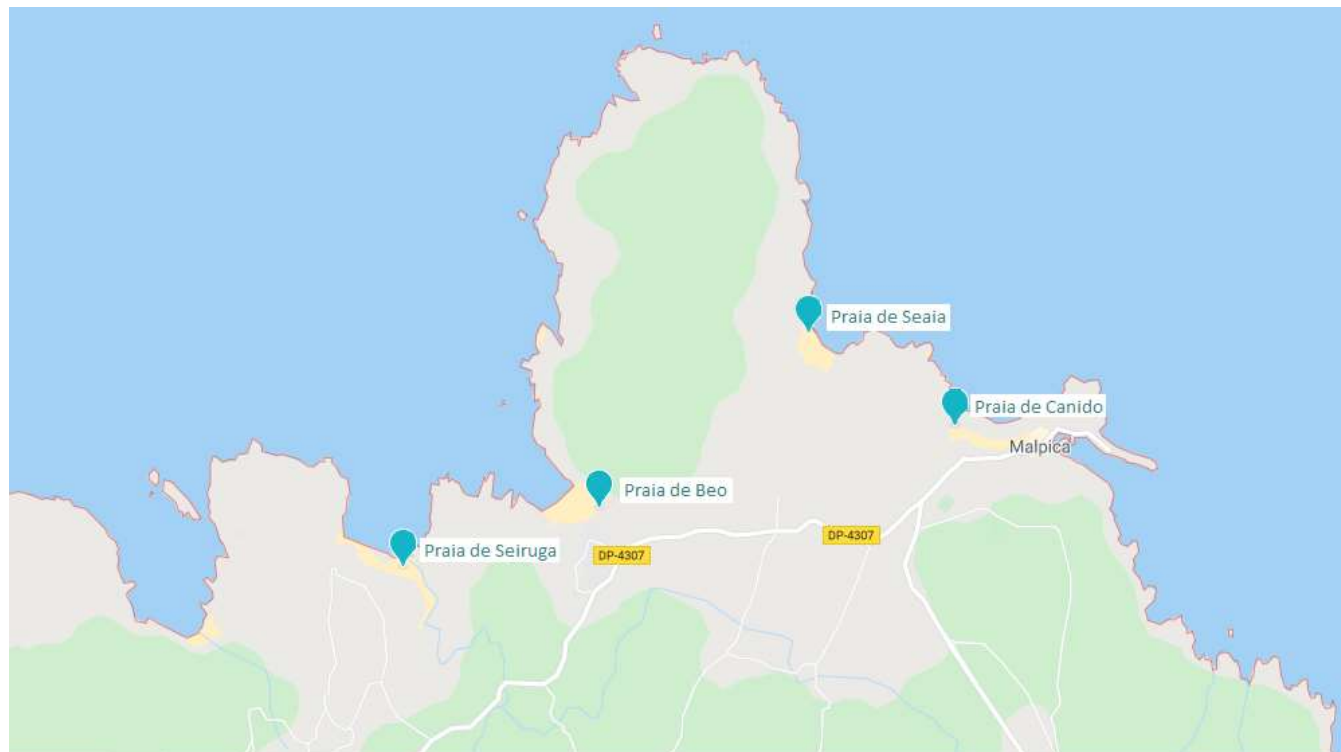 Praia de Seaia
Praia de Canido
Malpica
Praia de Beo
DP-4307
Praia de Seiruga
DP-4307